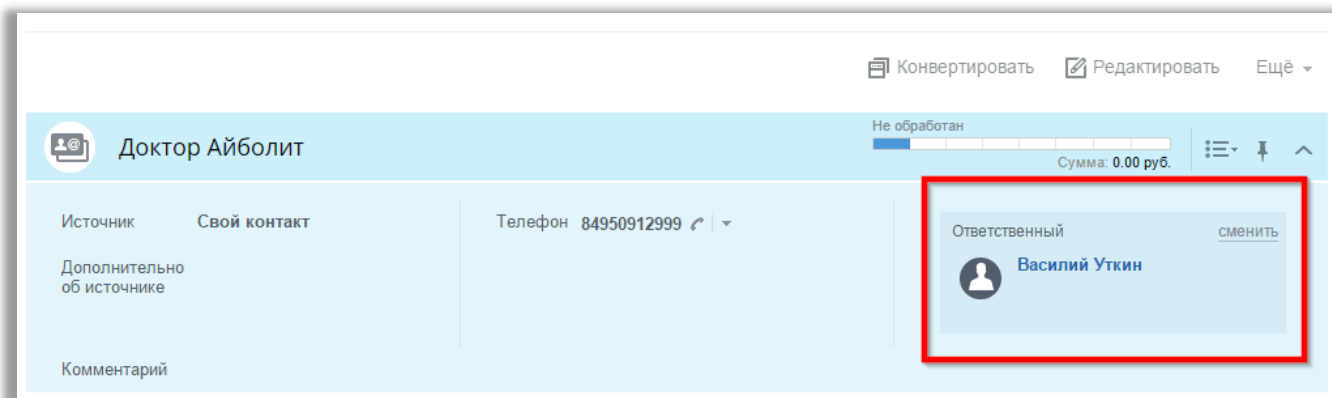 Конвертировать Редактировать Ещё
Доктор Айболит
Не обработан
Сумма: 0.00 руб.
Источник Свой контакт
Телефон 84950912999
Ответственный сменить
Василий Уткин
Дополнительно
об источнике
Комментарий